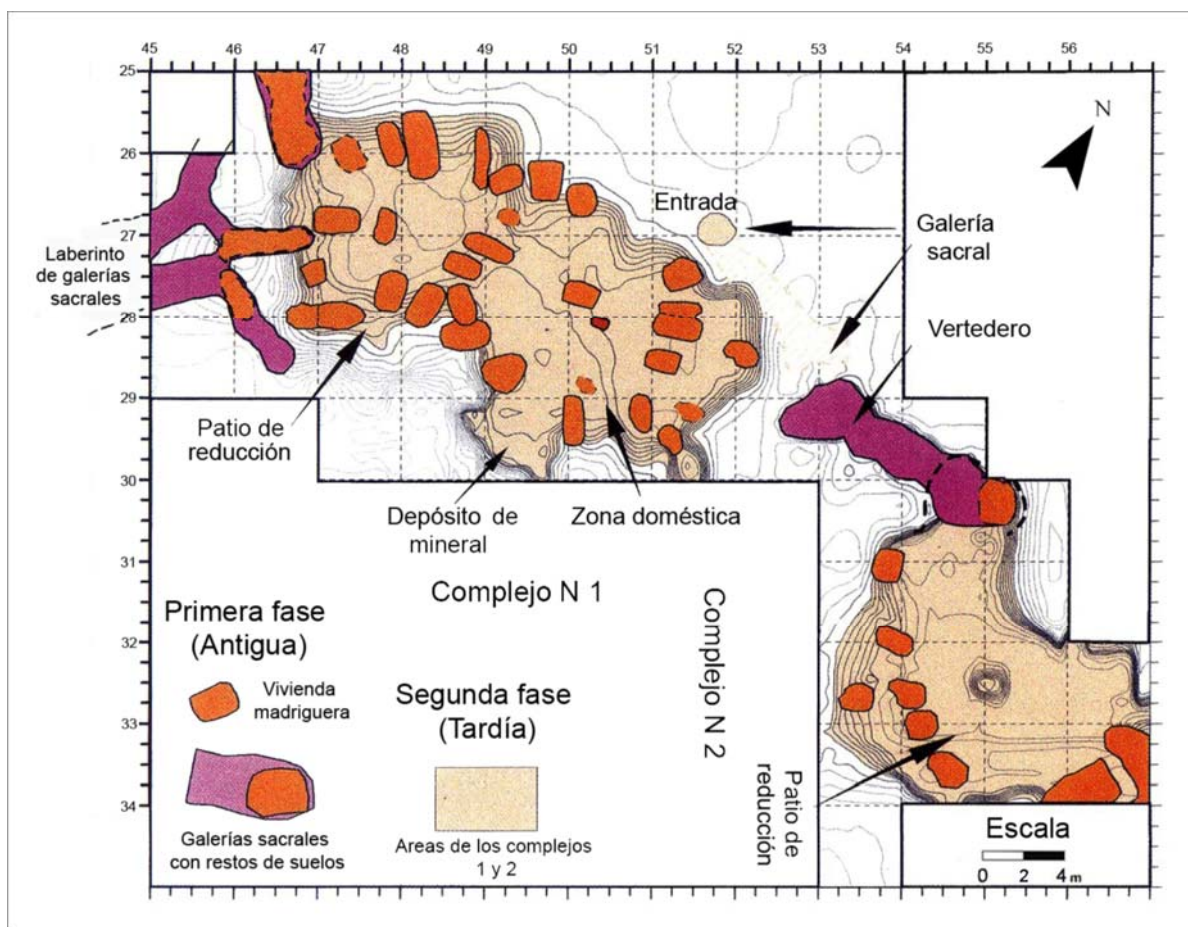 45 46 47 48 49 50 51 52 53 54 55 56
25
26
27
28
29
30
31
32
33
34
N
Entrada
Galería
sacral
Vertedero
Laberinto
de galerías
sacrales
Patio de
reducción
Depósito de
mineral
Zona doméstica
Complejo N 1
Complejo N 2
Primera fase
(Antigua)
Vivienda
madriguera
Galerías sacrales
con restos de suelos
Segunda fase
(Tardía)
Areas de los complejos
1 y 2
Patio de
reducción
Escala
0 2 4 m